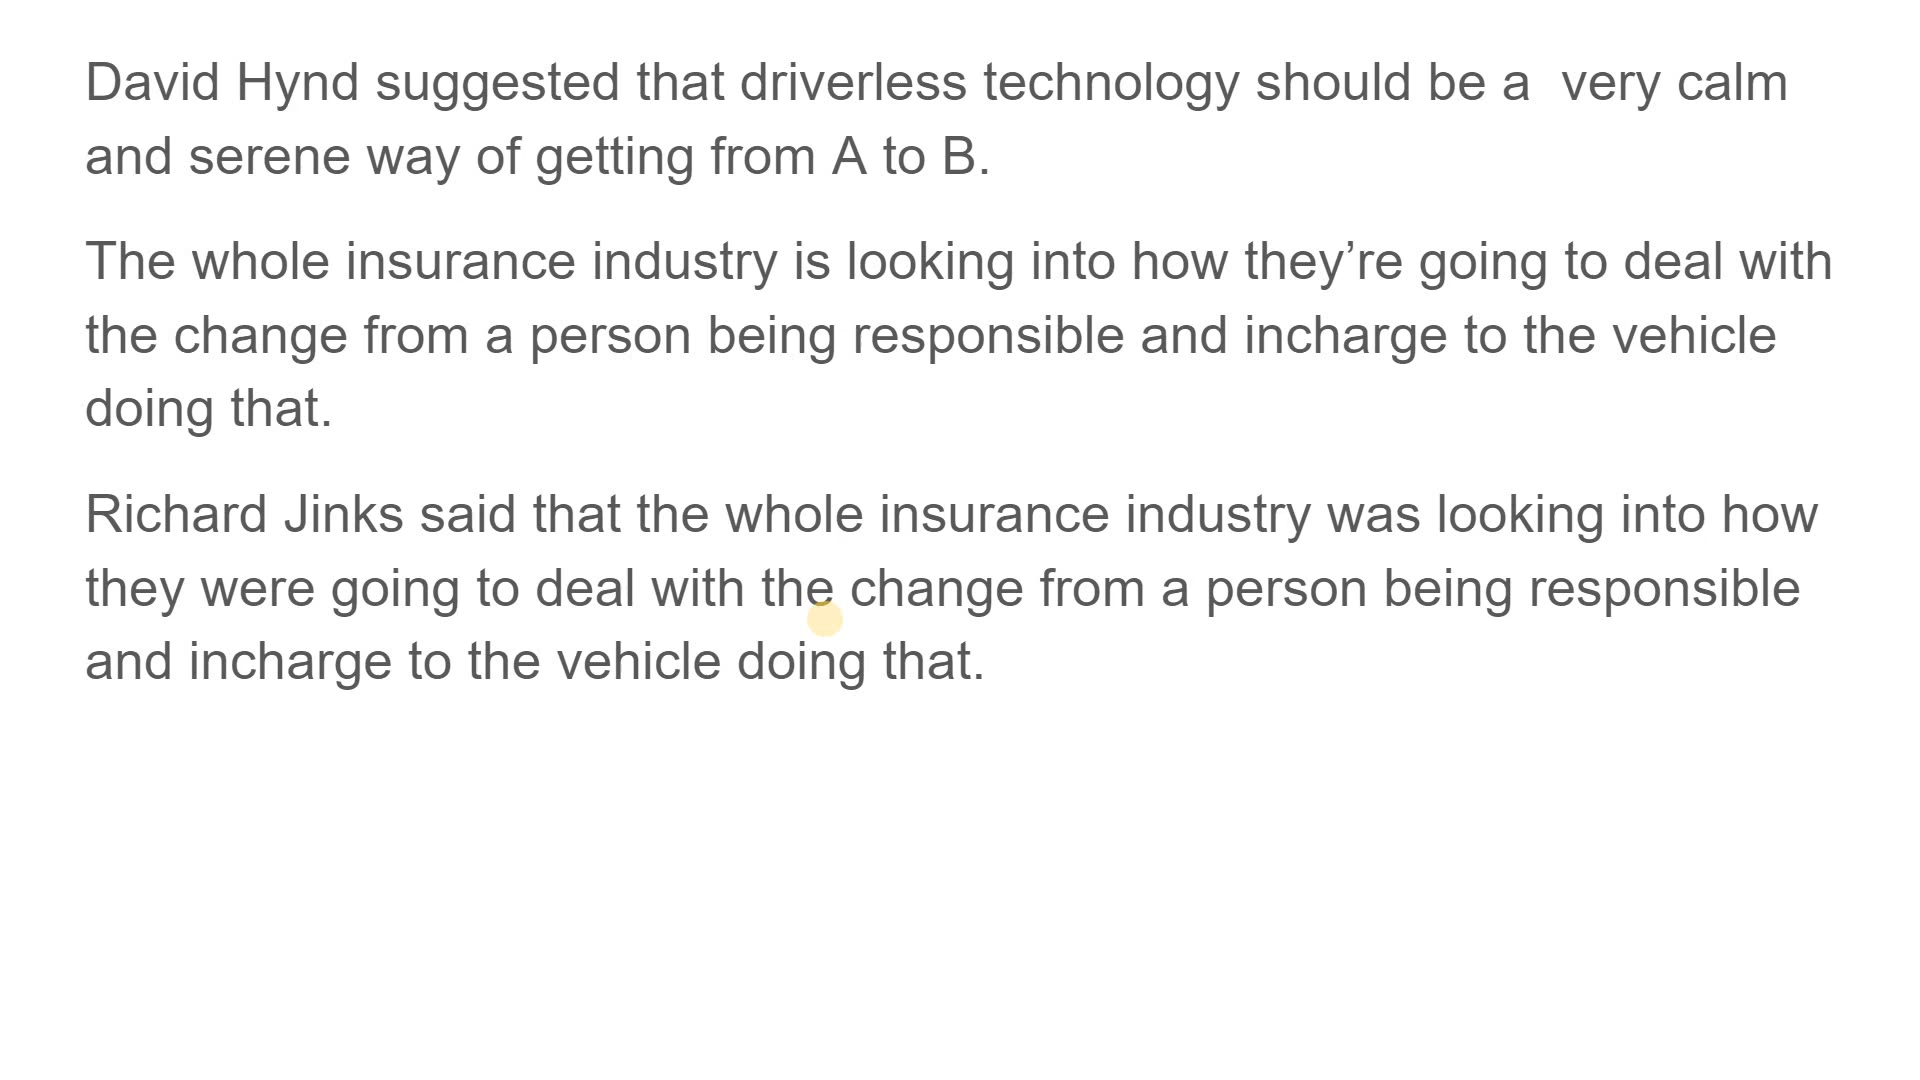 David Hynd suggested that driverless technology should be a  very calm
and serene way of getting from A to B.
The whole insurance industry is looking into how they’re going to deal with
the change from a person being responsible and incharge to the vehicle
doing that.
Richard Jinks said that the whole insurance industry was looking into how
they were going to deal with the change from a person being responsible
and incharge to the vehicle doing that.